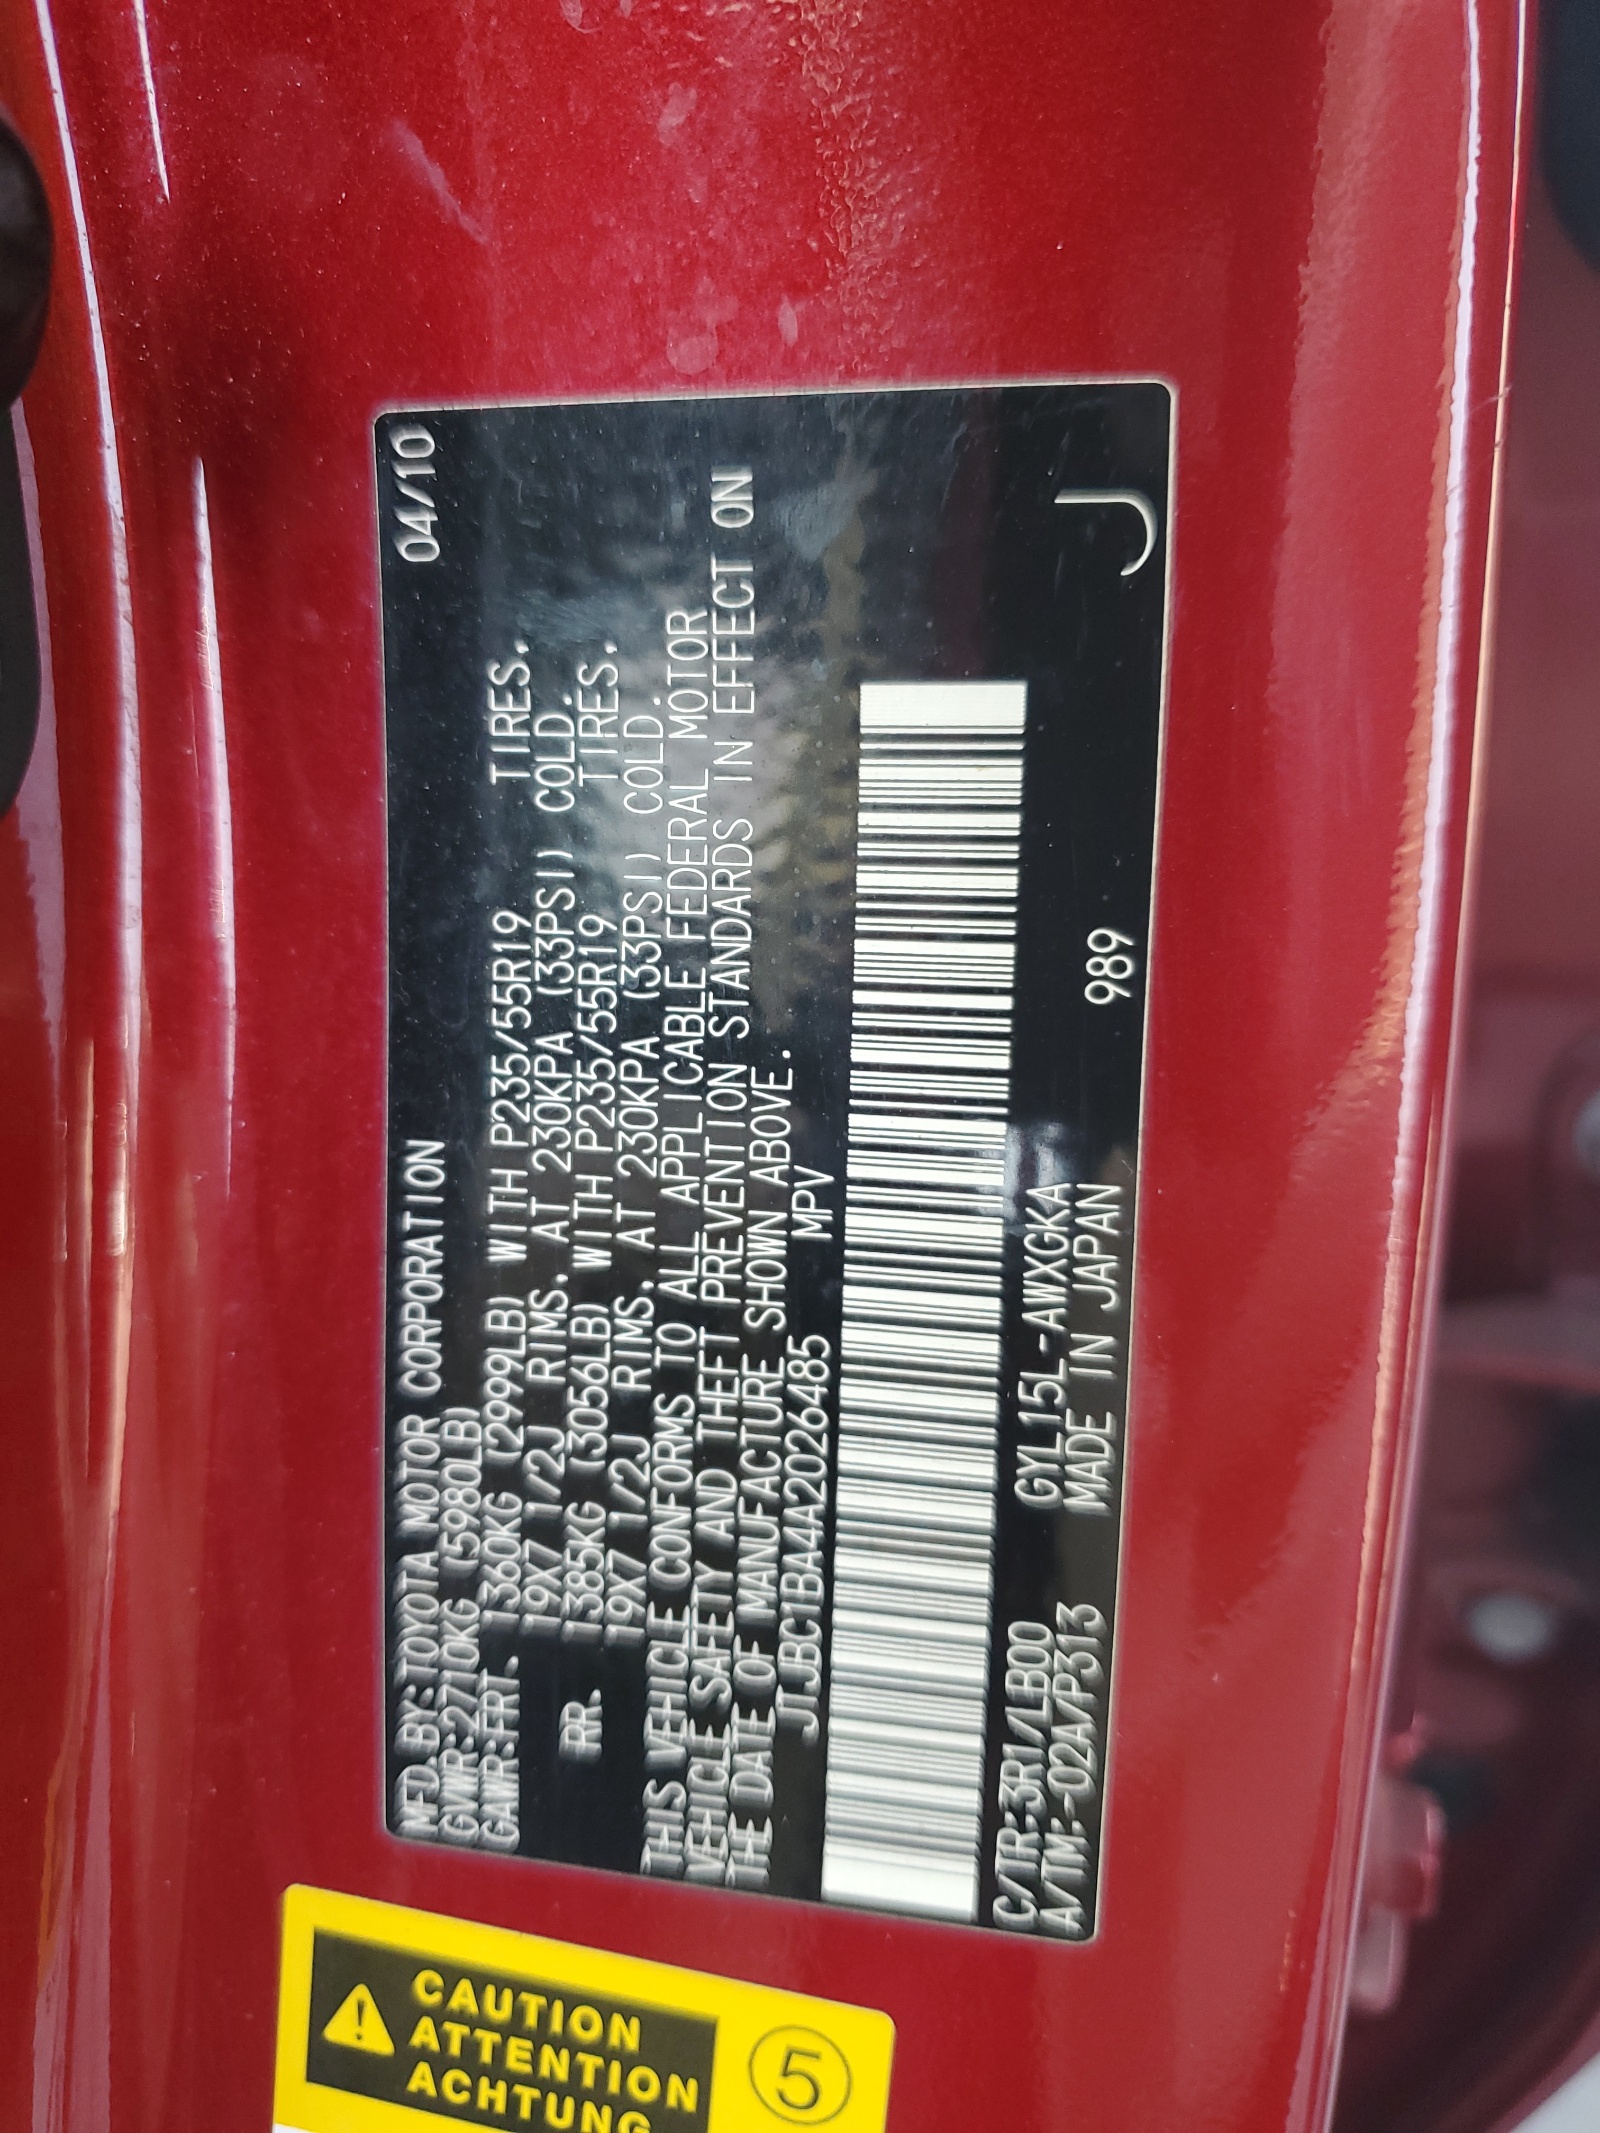 MFD.BY:TOYOTA MOTOR CORPORATION 04/10
GVWR:2710KG (5980LB)
GAWR:FRT. 1360KG (2999LB) WITH P235/55R19 TIRES.
19X7 1/2J RIMS. AT 230KPA (33PSI) COLD.
RR. 1385KG (3056LB) WITH P235/55R19 TIRES.
19X7 1/2J RIMS. AT 230KPA (33PSI) COLD.
THIS VEHICLE CONFORMS TO ALL APPLICABLE FEDERAL MOTOR
VEHICLE SAFETY AND THEFT PREVENTION STANDARDS IN EFFECT ON
THE DATE OF MANUFACTURE SHOWN ABOVE.
JTJBC1BA4A2026485 MPV
C/TR:3R1/LB00 GYL15L-AWXGKA
A/TM:-02A/P313 MADE IN JAPAN 989
J
CAUTION
ATTENTION
ACHTUNG
5